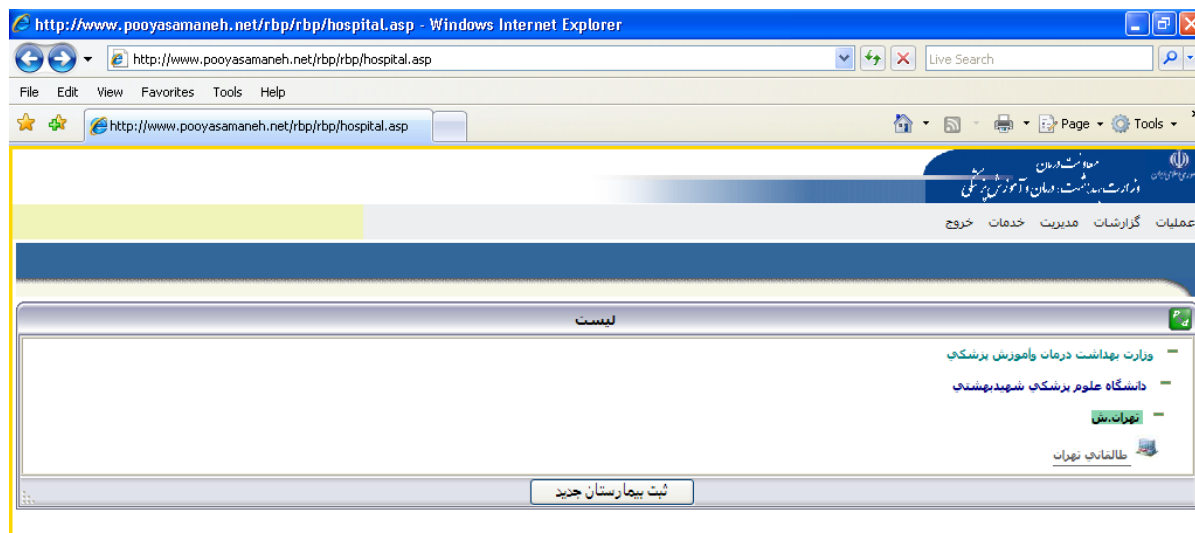 http://www.pooyasamaneh.net/rbp/rbp/hospital.asp - Windows Internet Explorer
http://www.pooyasamaneh.net/rbp/rbp/hospital.asp
Live Search
File Edit View Favorites Tools Help
http://www.pooyasamaneh.net/rbp/rbp/hospital.asp
Page Tools
معاونت درمان
وزارت بهداشت، درمان و آموزش پزشکی
عملیات گزارشات مدیریت خدمات خروج
لیست
وزارت بهداشت درمان وآموزش پزشکي
دانشگاه علوم پزشکي شهیدبهشتي
تهران.ش
طالقاني تهران
ثبت بیمارستان جدید